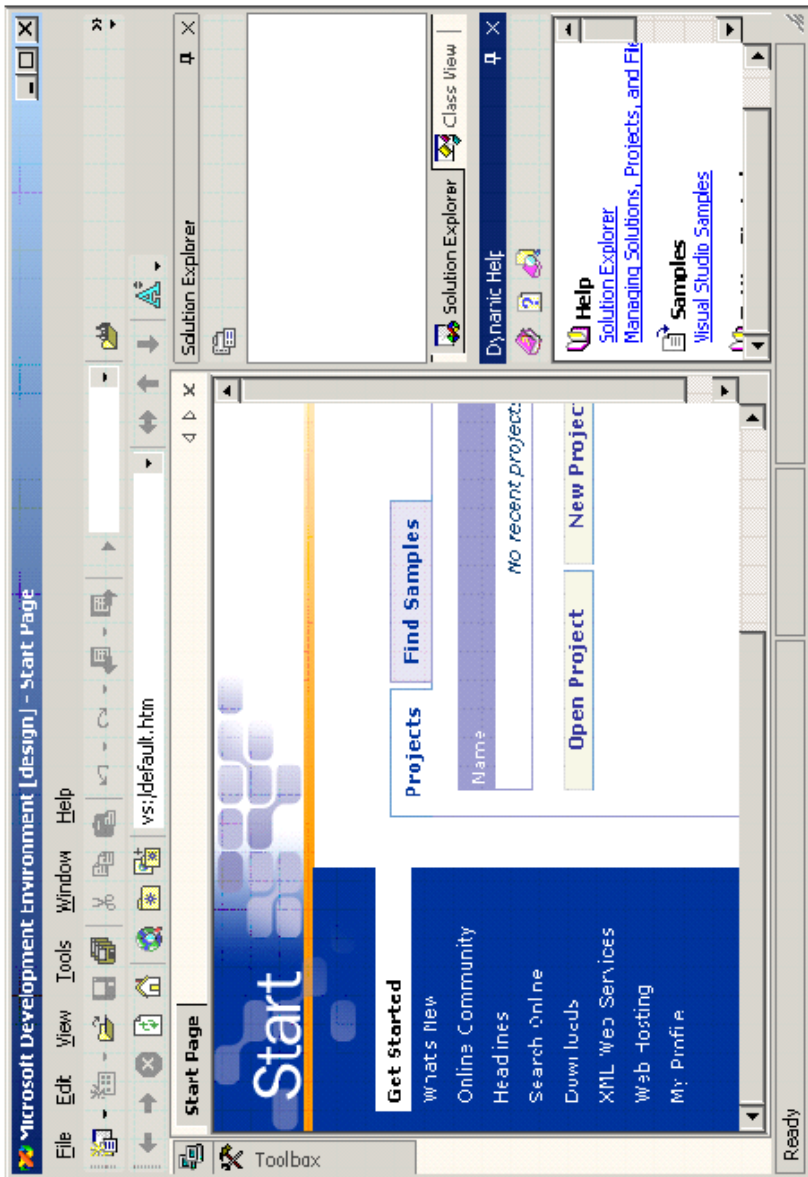 Microsoft Development Environment [design] - Start Page
File Edit View Tools Window Help
vs:/default.htm
Toolbox
Start Page
Start
Get Started
What's New
Online Community
Headlines
Search Online
Downloads
XML Web Services
Web Hosting
My Profile
Projects
Find Samples
Name
No recent projects
Open Project
New Projec
Solution Explorer
Solution Explorer
Class View
Dynamic Help
Help
Solution Explorer
Managing Solutions, Projects, and File
Samples
Visual Studio Samples
Ready